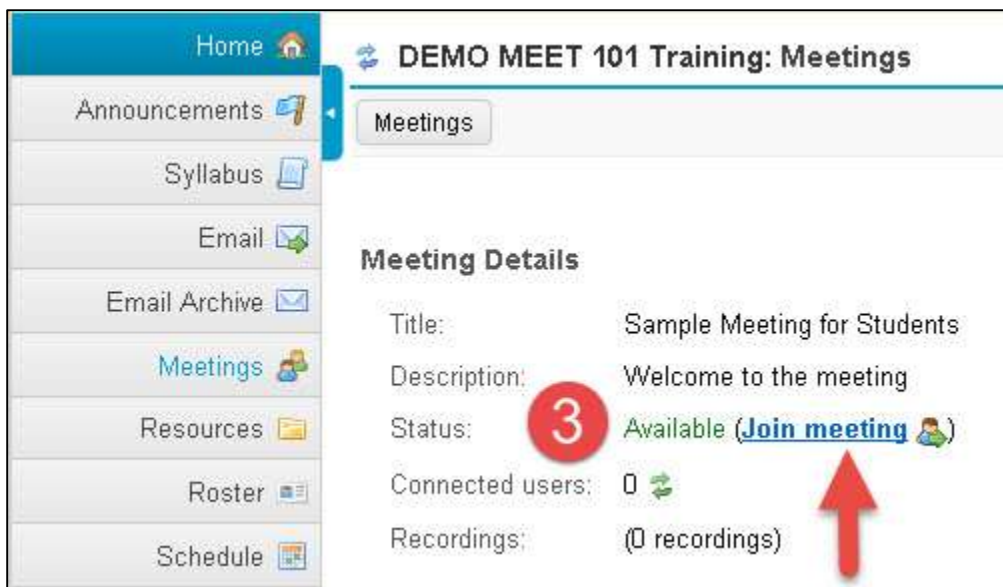 Home
Announcements
Syllabus
Email
Email Archive
Meetings
Resources
Roster
Schedule
DEMO MEET 101 Training: Meetings
Meetings
Meeting Details
Title: Sample Meeting for Students
Description: Welcome to the meeting
Status: 3 Available (Join meeting)
Connected users: 0
Recordings: (0 recordings)